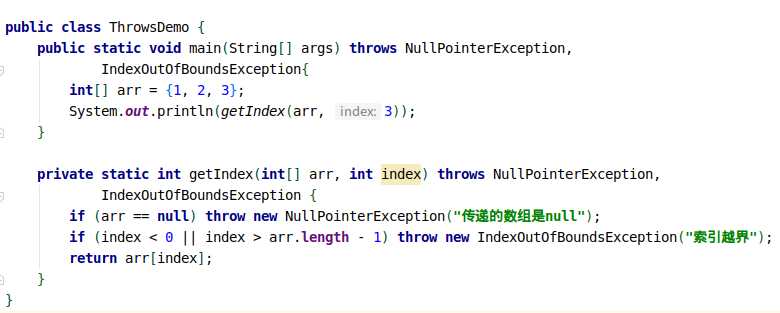 public class ThrowsDemo {
    public static void main(String[] args) throws NullPointerException,
            IndexOutOfBoundsException{
        int[] arr = {1, 2, 3};
        System.out.println(getIndex(arr, index: 3));
    }

    private static int getIndex(int[] arr, int index) throws NullPointerException,
            IndexOutOfBoundsException {
        if (arr == null) throw new NullPointerException("传递的数组是null");
        if (index < 0 || index > arr.length - 1) throw new IndexOutOfBoundsException("索引越界");
        return arr[index];
    }
}